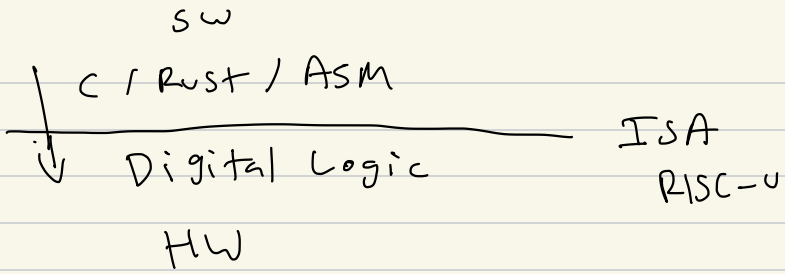 SW
C / Rust / ASM
ISA
Digital Logic
RISC-V
HW